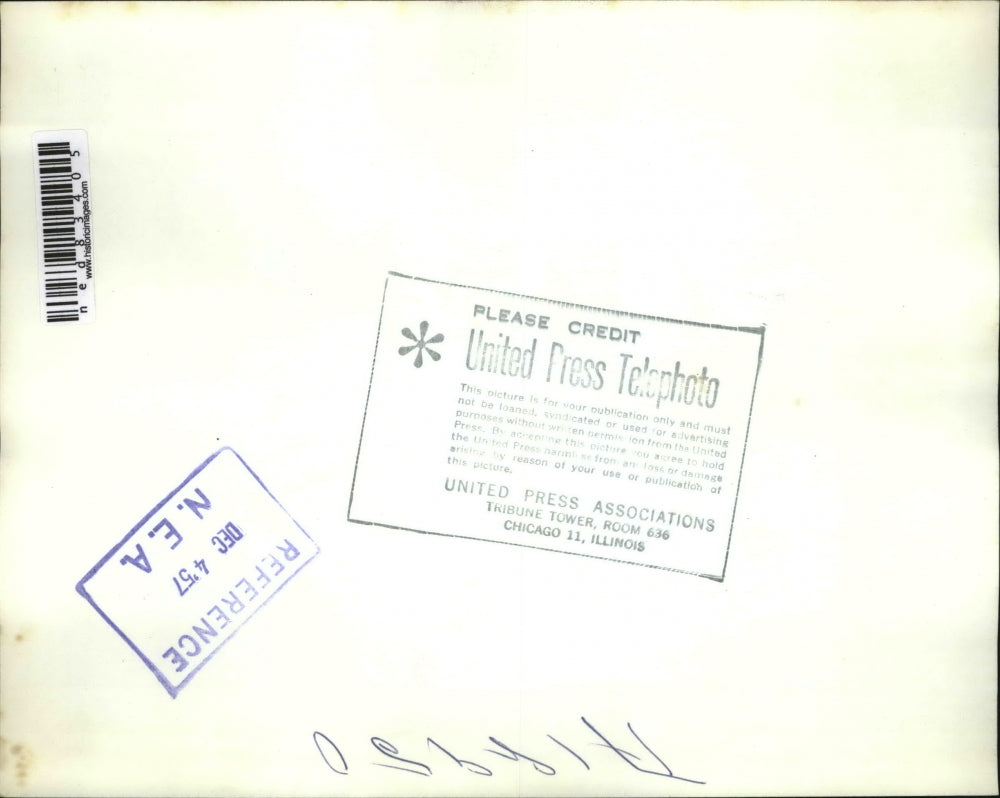 ned83405
www.historicimages.com
PLEASE CREDIT
United Press Telephoto
This picture is for your publication only and must
not be loaned, syndicated or used for advertising
purposes without written permission from the United
Press. By accepting this picture you agree to hold
the United Press harmless from any loss or damage
arising by reason of your use or publication of
this picture.
UNITED PRESS ASSOCIATIONS
TRIBUNE TOWER, ROOM 636
CHICAGO 11, ILLINOIS
REFERENCE
DEC 4'57
N. E. A.